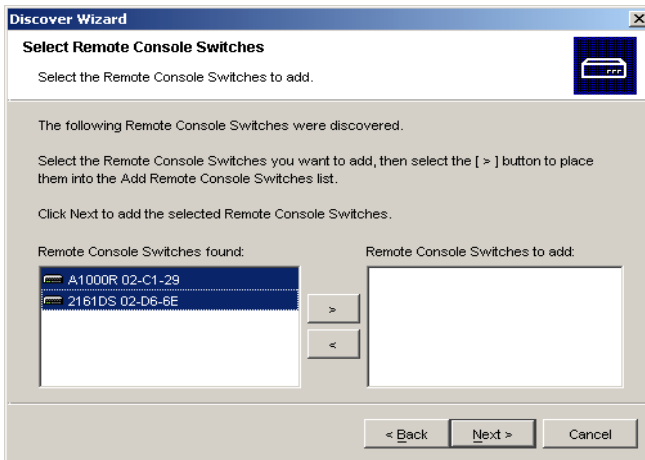 Discover Wizard
Select Remote Console Switches
Select the Remote Console Switches to add.
The following Remote Console Switches were discovered.
Select the Remote Console Switches you want to add, then select the [ > ] button to place
them into the Add Remote Console Switches list.
Click Next to add the selected Remote Console Switches.
Remote Console Switches found:
Remote Console Switches to add:
A1000R 02-C1-29
2161DS 02-D6-6E
>
<
< Back
Next >
Cancel